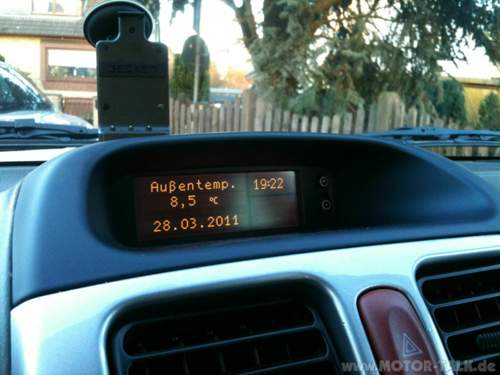 Außentemp. 19:22
8,5 °C
28.03.2011
www.MOTOR-TALK.de